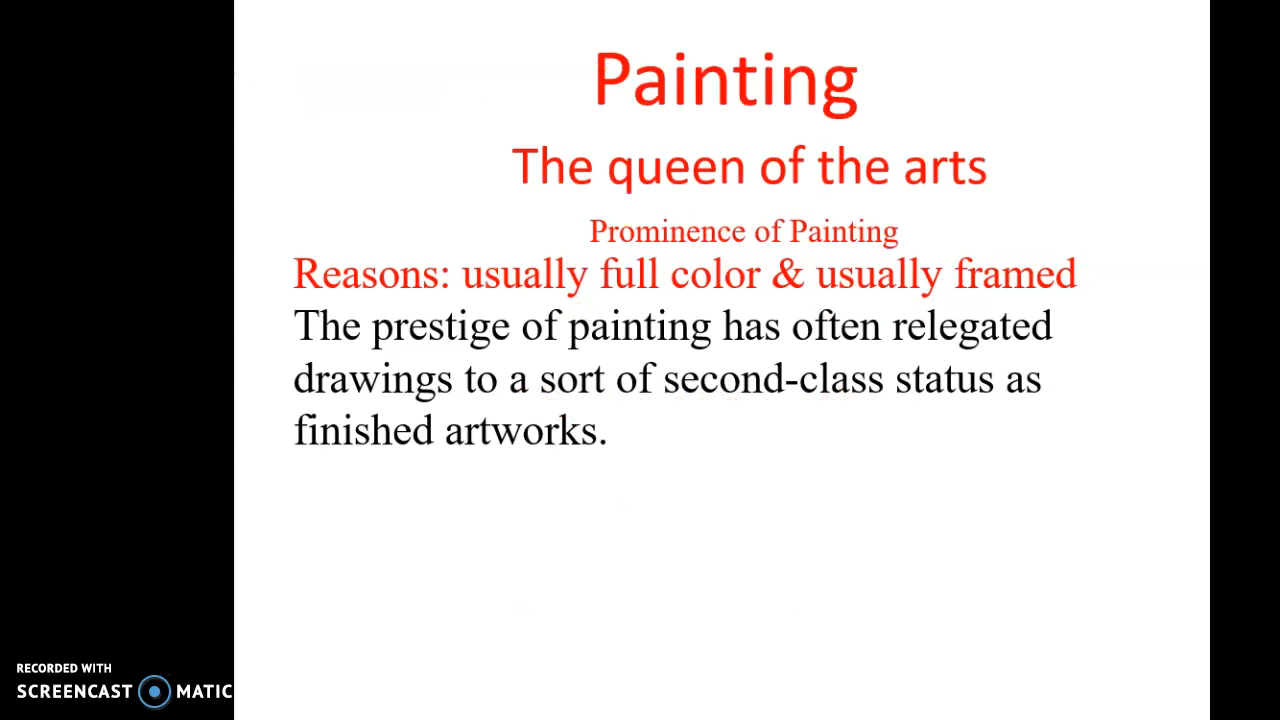 Painting
The queen of the arts
Prominence of Painting
Reasons: usually full color & usually framed
The prestige of painting has often relegated
drawings to a sort of second-class status as
finished artworks.
RECORDED WITH
SCREENCAST MATIC